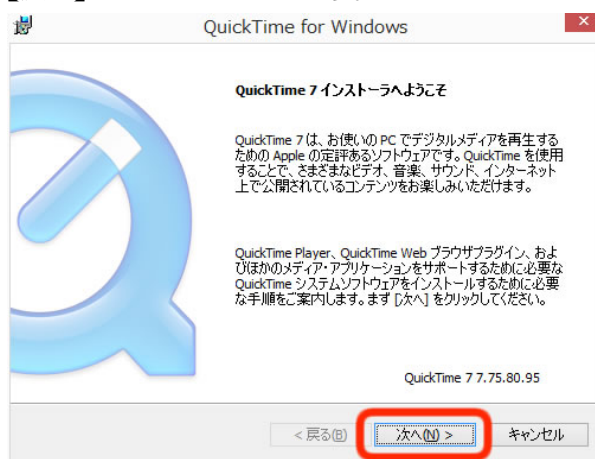 QuickTime for Windows
QuickTime 7 インストーラへようこそ
QuickTime 7 は、お使いの PC でデジタルメディアを再生する
ための Apple の定評あるソフトウェアです。QuickTime を使用
することで、さまざまなビデオ、音楽、サウンド、インターネット
上で公開されているコンテンツをお楽しみいただけます。
QuickTime Player、QuickTime Web ブラウザプラグイン、およ
びほかのメディア・アプリケーションをサポートするために必要な
QuickTime システムソフトウェアをインストールするために必要
な手順をご案内します。まず [次へ] をクリックしてください。
QuickTime 7 7.75.80.95
< 戻る(B) 次へ(N) > キャンセル